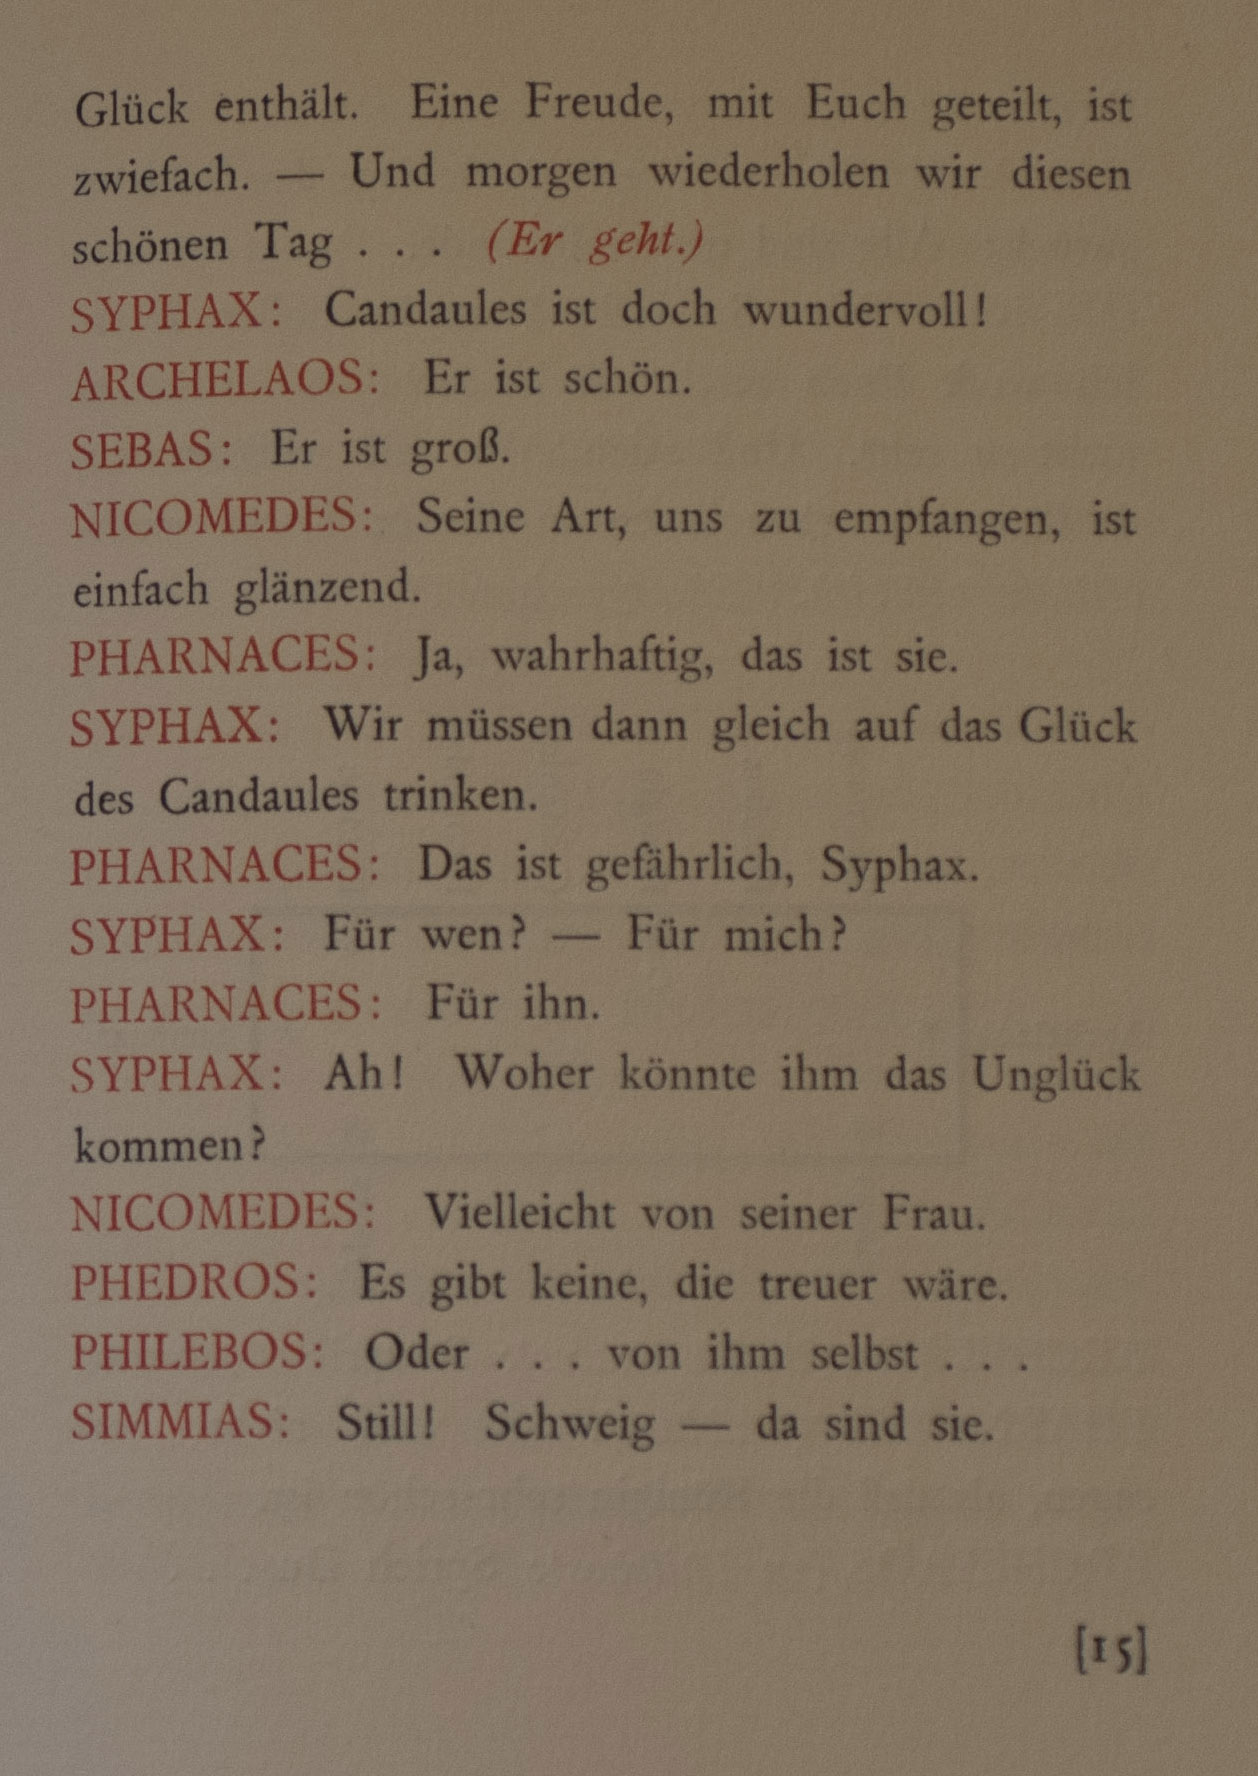 Glück enthält. Eine Freude, mit Euch geteilt, ist
zwiefach. — Und morgen wiederholen wir diesen
schönen Tag . . . (Er geht.)
SYPHAX: Candaules ist doch wundervoll!
ARCHELAOS: Er ist schön.
SEBAS: Er ist groß.
NICOMEDES: Seine Art, uns zu empfangen, ist
einfach glänzend.
PHARNACES: Ja, wahrhaftig, das ist sie.
SYPHAX: Wir müssen dann gleich auf das Glück
des Candaules trinken.
PHARNACES: Das ist gefährlich, Syphax.
SYPHAX: Für wen? — Für mich?
PHARNACES: Für ihn.
SYPHAX: Ah! Woher könnte ihm das Unglück
kommen?
NICOMEDES: Vielleicht von seiner Frau.
PHEDROS: Es gibt keine, die treuer wäre.
PHILEBOS: Oder . . . von ihm selbst . . .
SIMMIAS: Still! Schweig — da sind sie.
[15]